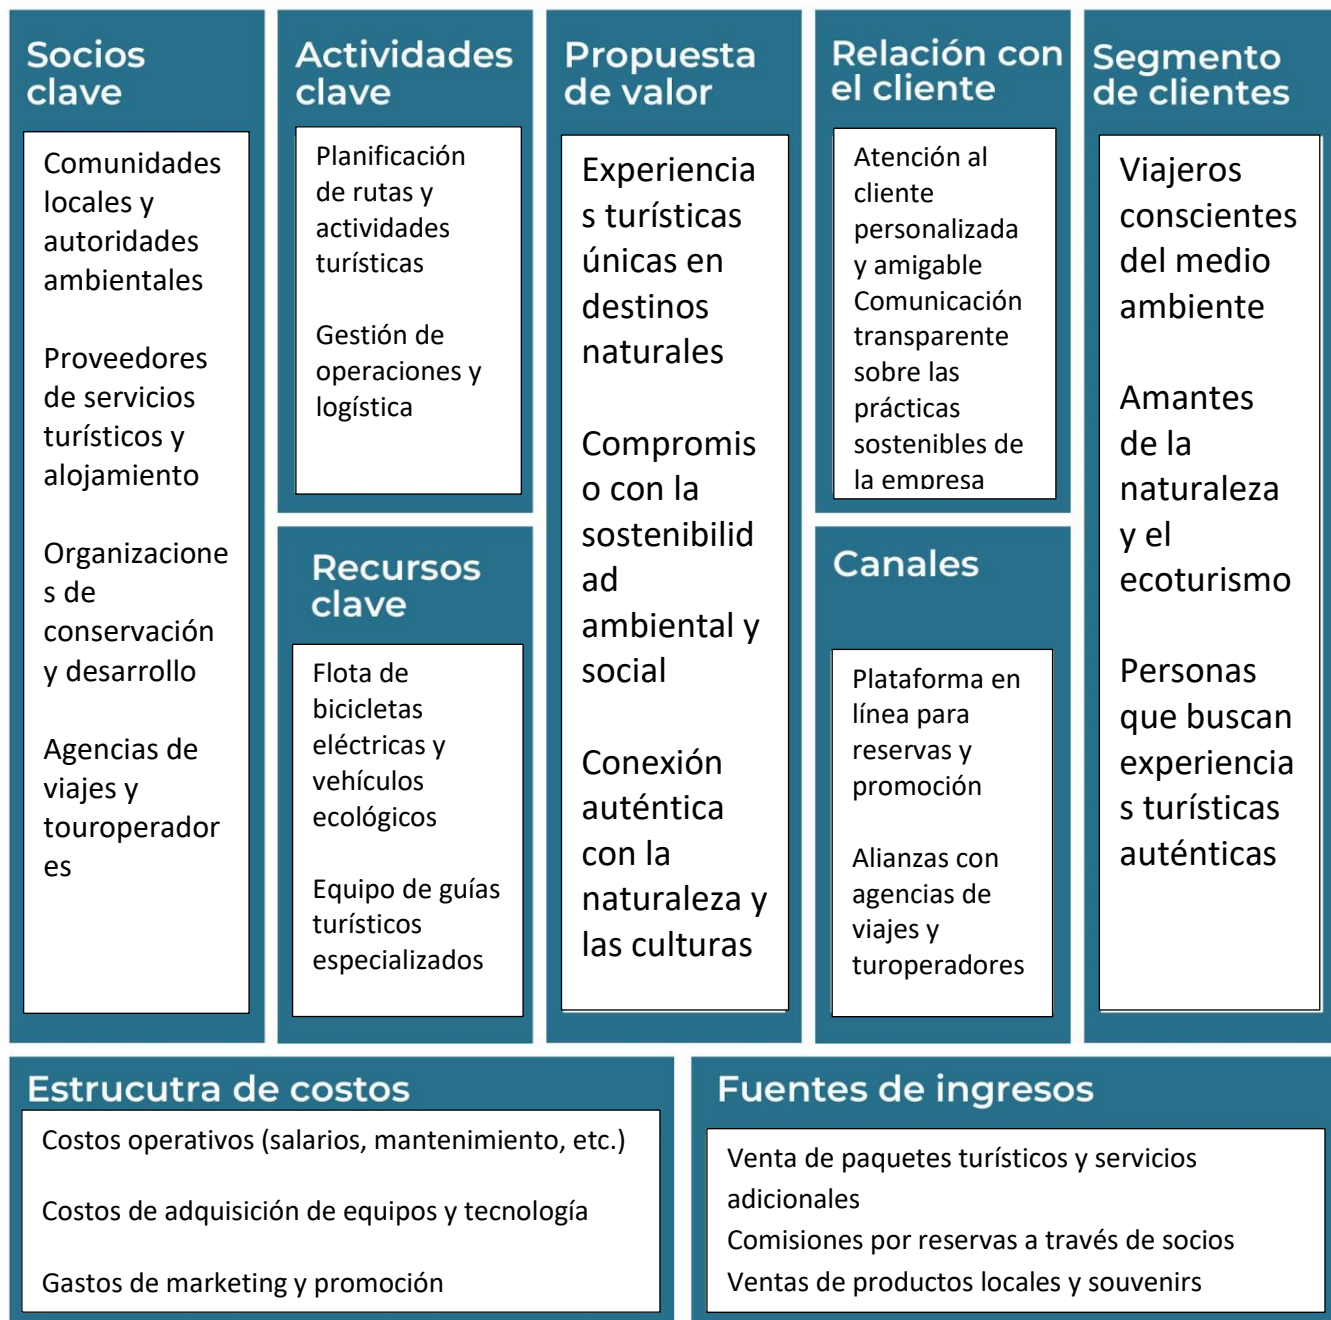 Socios
clave
Comunidades
locales y
autoridades
ambientales
Proveedores
de servicios
turísticos y
alojamiento
Organizacione
s de
conservación
y desarrollo
Agencias de
viajes y
touroperador
es
Actividades
clave
Planificación
de rutas y
actividades
turísticas
Gestión de
operaciones y
logística
Recursos
clave
Flota de
bicicletas
eléctricas y
vehículos
ecológicos
Equipo de guías
turísticos
especializados
Propuesta
de valor
Experiencia
s turísticas
únicas en
destinos
naturales
Compromis
o con la
sostenibilid
ad
ambiental y
social
Conexión
auténtica
con la
naturaleza y
las culturas
Relación con
el cliente
Atención al
cliente
personalizada
y amigable
Comunicación
transparente
sobre las
prácticas
sostenibles de
la empresa
Canales
Plataforma en
línea para
reservas y
promoción
Alianzas con
agencias de
viajes y
turoperadores
Segmento
de clientes
Viajeros
conscientes
del medio
ambiente
Amantes
de la
naturaleza
y el
ecoturismo
Personas
que buscan
experiencia
s turísticas
auténticas
Estrucutra de costos
Costos operativos (salarios, mantenimiento, etc.)
Costos de adquisición de equipos y tecnología
Gastos de marketing y promoción
Fuentes de ingresos
Venta de paquetes turísticos y servicios
adicionales
Comisiones por reservas a través de socios
Ventas de productos locales y souvenirs